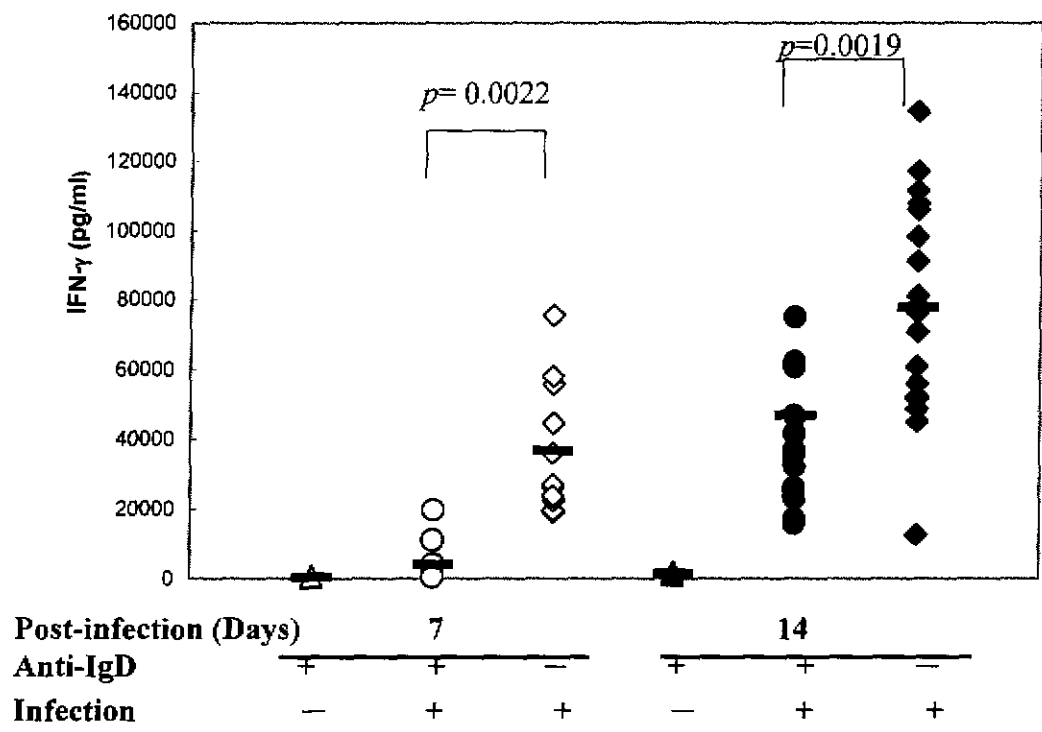 160000
p=0.0019
140000
p= 0.0022
120000
100000
80000
60000
40000
20000
0
IFN-γ (pg/ml)
Post-infection (Days) 7 14
Anti-IgD + + − + + −
Infection − + + − + +